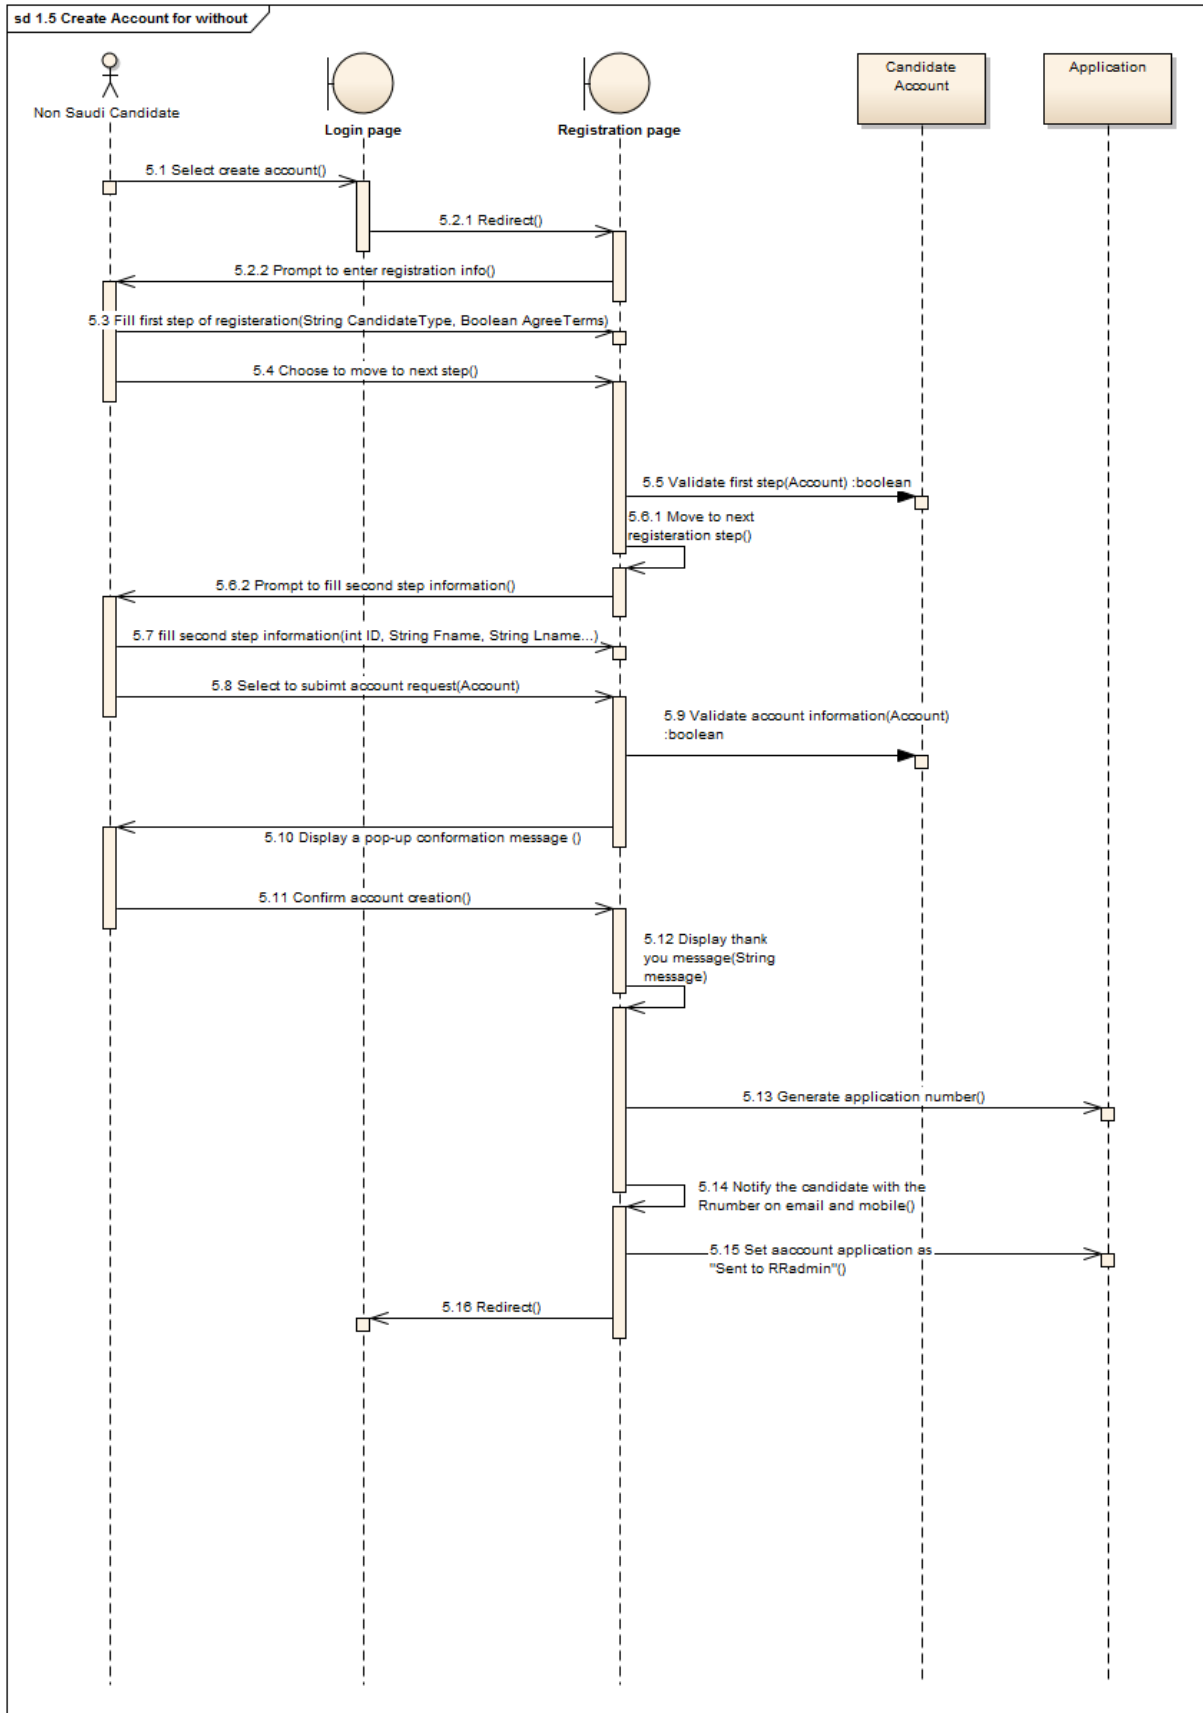 sd 1.5 Create Account for without
Non Saudi Candidate
Login page
Registration page
Candidate
Account
Application
5.1 Select create account()
5.2.1 Redirect()
5.2.2 Prompt to enter registration info()
5.3 Fill first step of registeration(String CandidateType, Boolean AgreeTerms)
5.4 Choose to move to next step()
5.5 Validate first step(Account) :boolean
5.6.1 Move to next
registeration step()
5.6.2 Prompt to fill second step information()
5.7 fill second step information(int ID, String Fname, String Lname...)
5.8 Select to subimt account request(Account)
5.9 Validate account information(Account)
:boolean
5.10 Display a pop-up conformation message ()
5.11 Confirm account creation()
5.12 Display thank
you message(String
message)
5.13 Generate application number()
5.14 Notify the candidate with the
Rnumber on email and mobile()
5.15 Set aaccount application as
"Sent to RRadmin"()
5.16 Redirect()